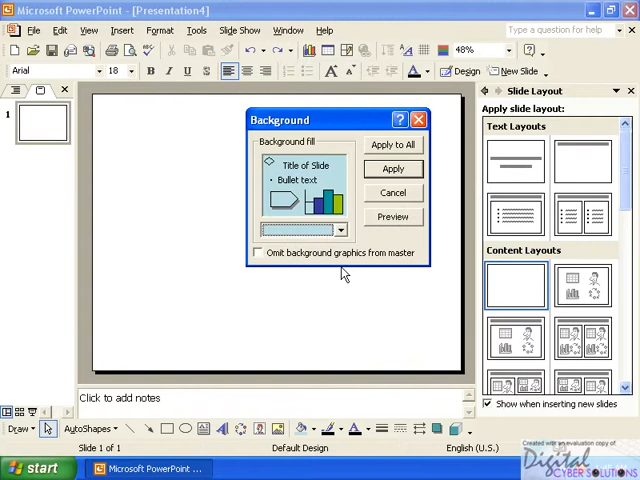 Microsoft PowerPoint - [Presentation4]
File Edit View Insert Format Tools Slide Show Window Help
Type a question for help
48%
Arial 18 Design New Slide
Slide Layout
Apply slide layout:
Text Layouts
Content Layouts
Show when inserting new slides
1
Background
Background fill
Title of Slide
• Bullet text
Apply to All
Apply
Cancel
Preview
Omit background graphics from master
Click to add notes
Draw AutoShapes
Slide 1 of 1 Default Design English (U.S.)
start Microsoft PowerPoint ...
Created with an evaluation copy of
Digital
CYBER SOLUTIONS